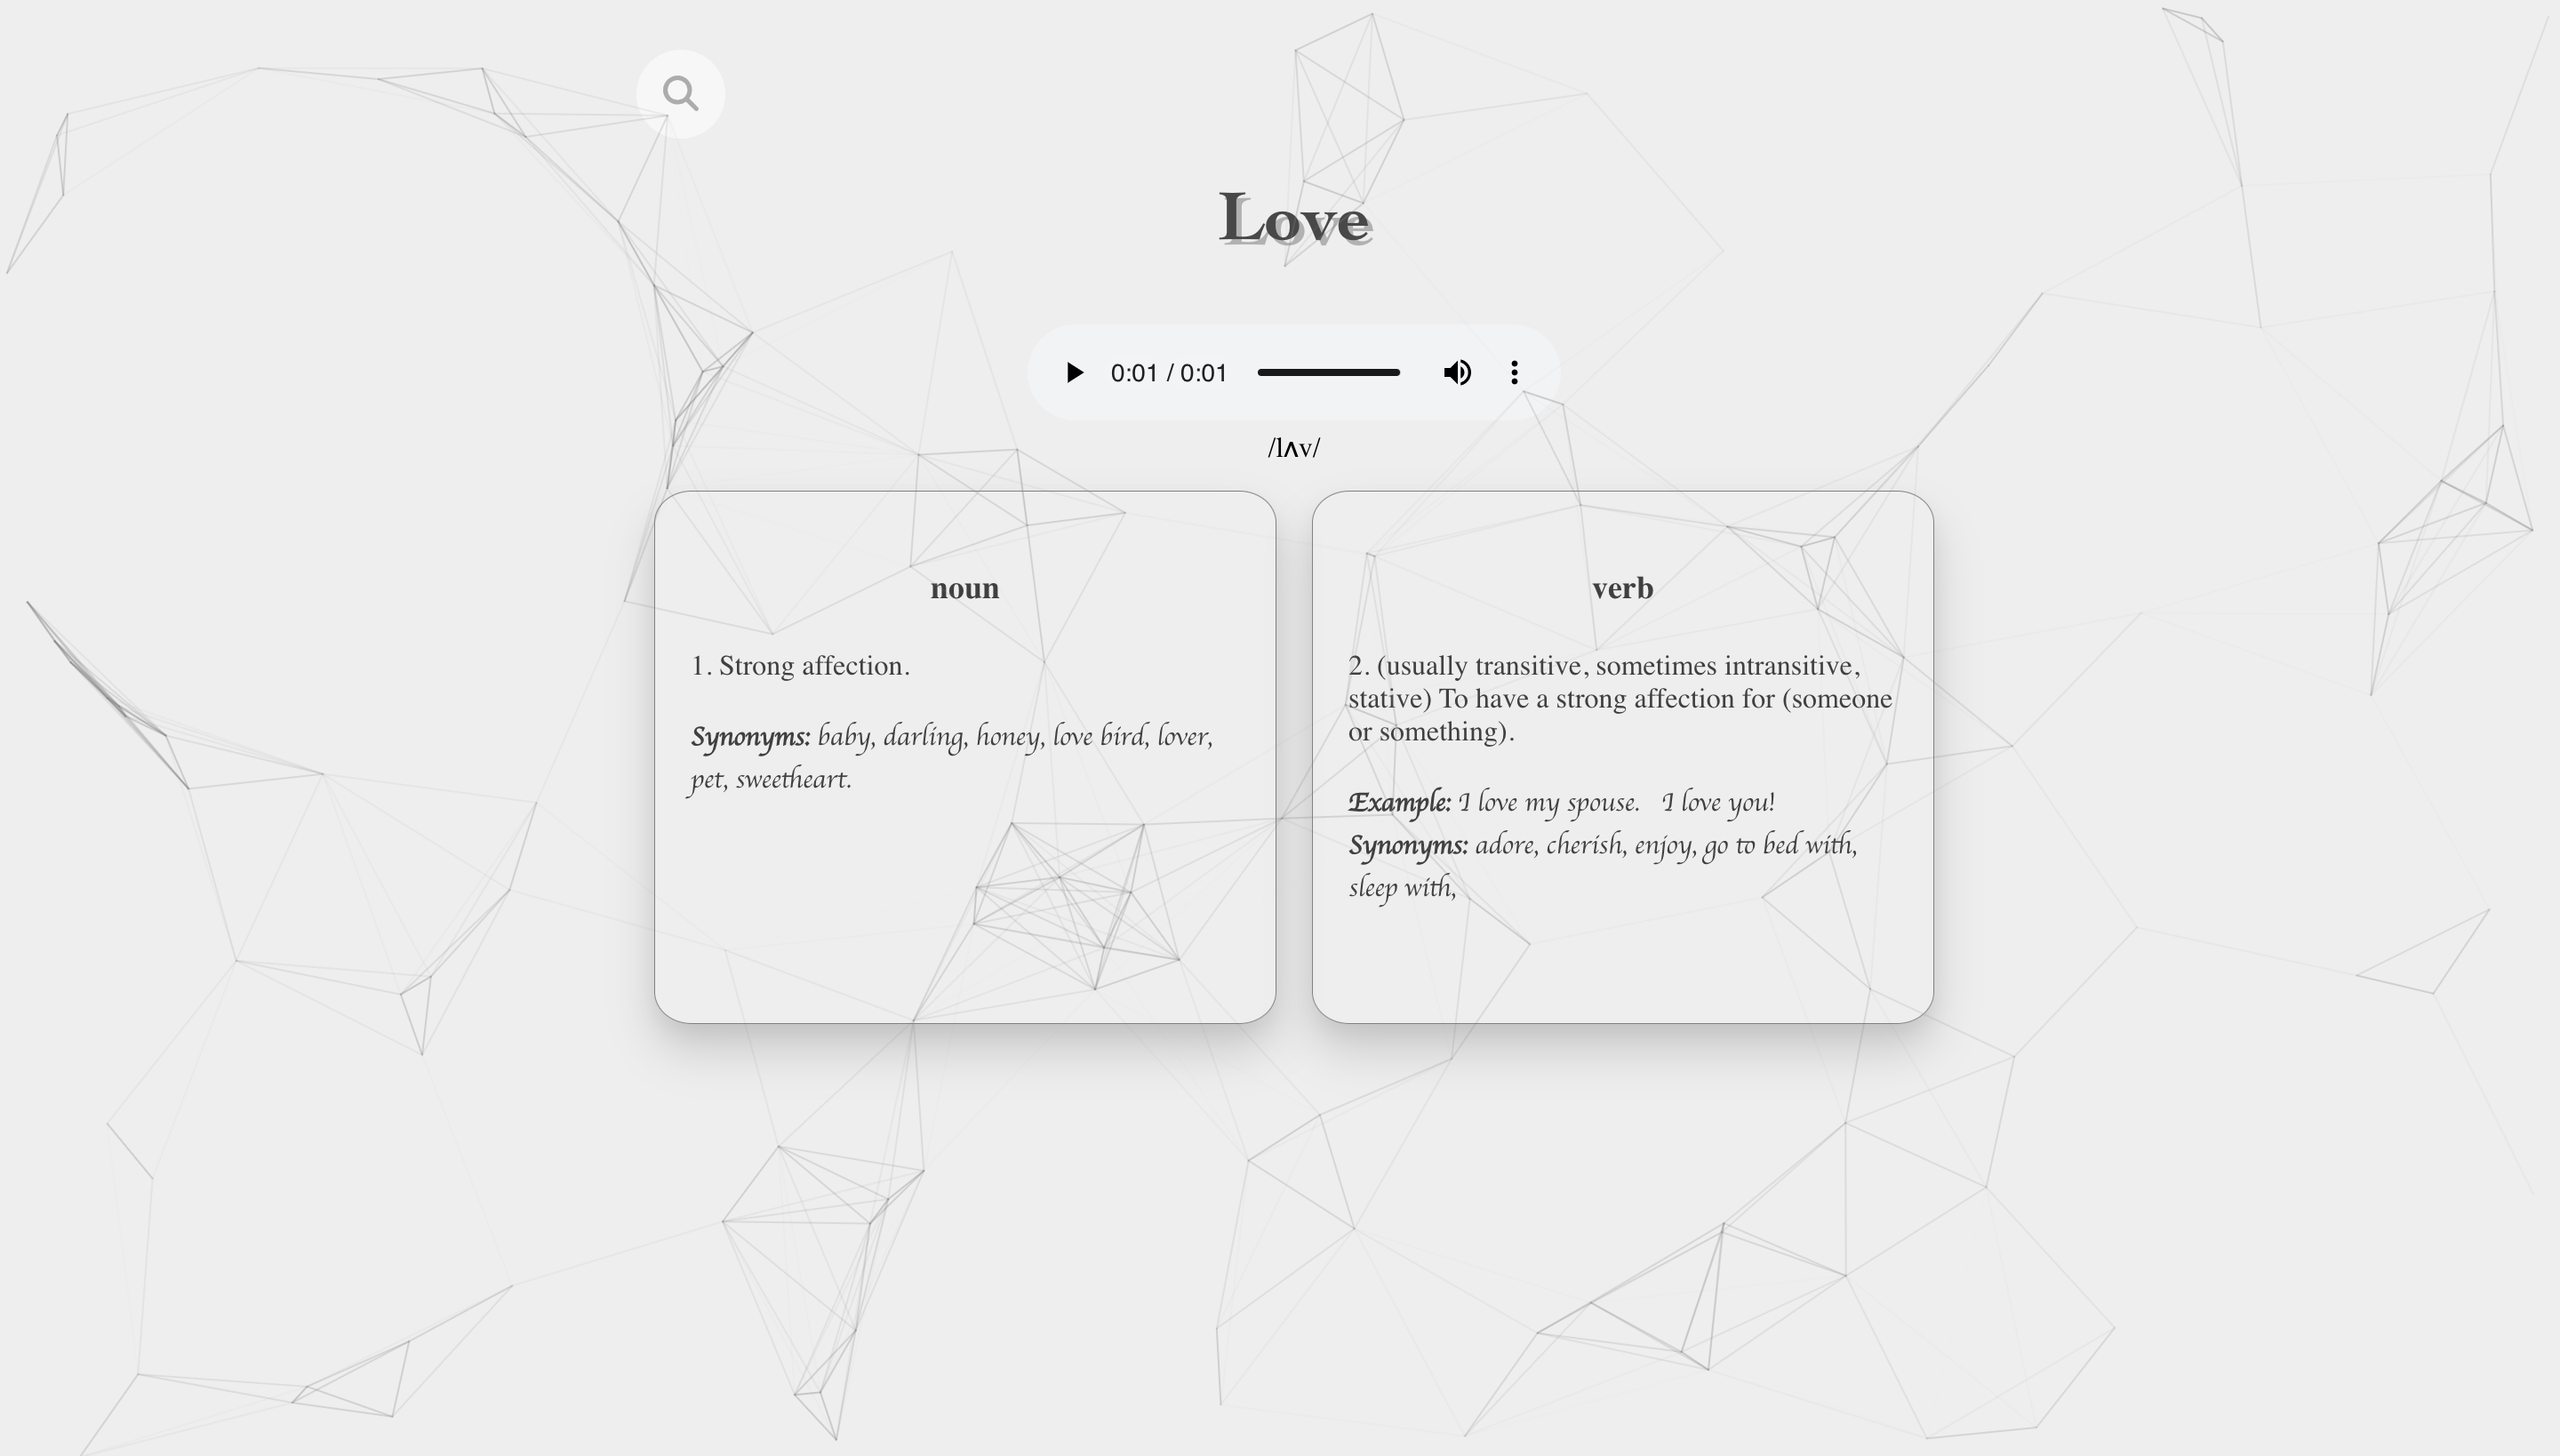 Love
0:01 / 0:01
/lʌv/
noun
1. Strong affection.
Synonyms: baby, darling, honey, love bird, lover,
pet, sweetheart.
verb
2. (usually transitive, sometimes intransitive,
stative) To have a strong affection for (someone
or something).
Example: I love my spouse.   I love you!
Synonyms: adore, cherish, enjoy, go to bed with,
sleep with,